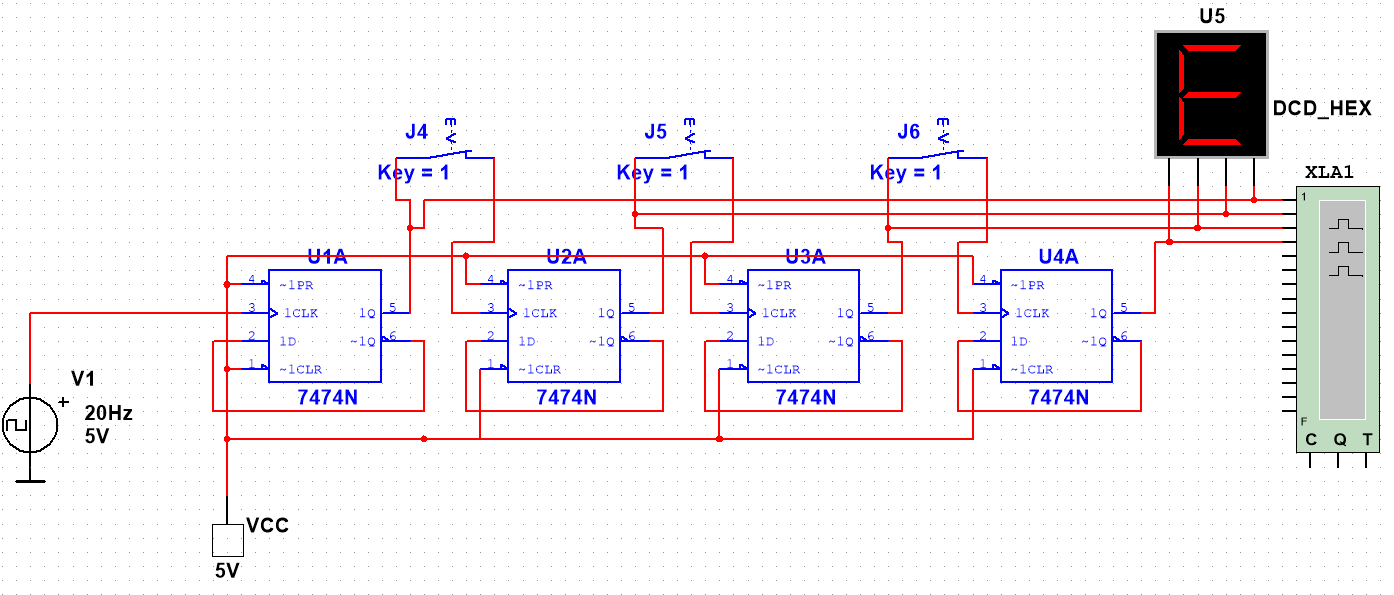 U5
DCD_HEX
J4
Key = 1
J5
Key = 1
J6
Key = 1
XLA1
1
F
C Q T
U1A
4 ~1PR
3 1CLK 1Q 5
2 1D ~1Q 6
1 ~1CLR
7474N
U2A
4 ~1PR
3 1CLK 1Q 5
2 1D ~1Q 6
1 ~1CLR
7474N
U3A
4 ~1PR
3 1CLK 1Q 5
2 1D ~1Q 6
1 ~1CLR
7474N
U4A
4 ~1PR
3 1CLK 1Q 5
2 1D ~1Q 6
1 ~1CLR
7474N
V1
20Hz
5V
VCC
5V
E